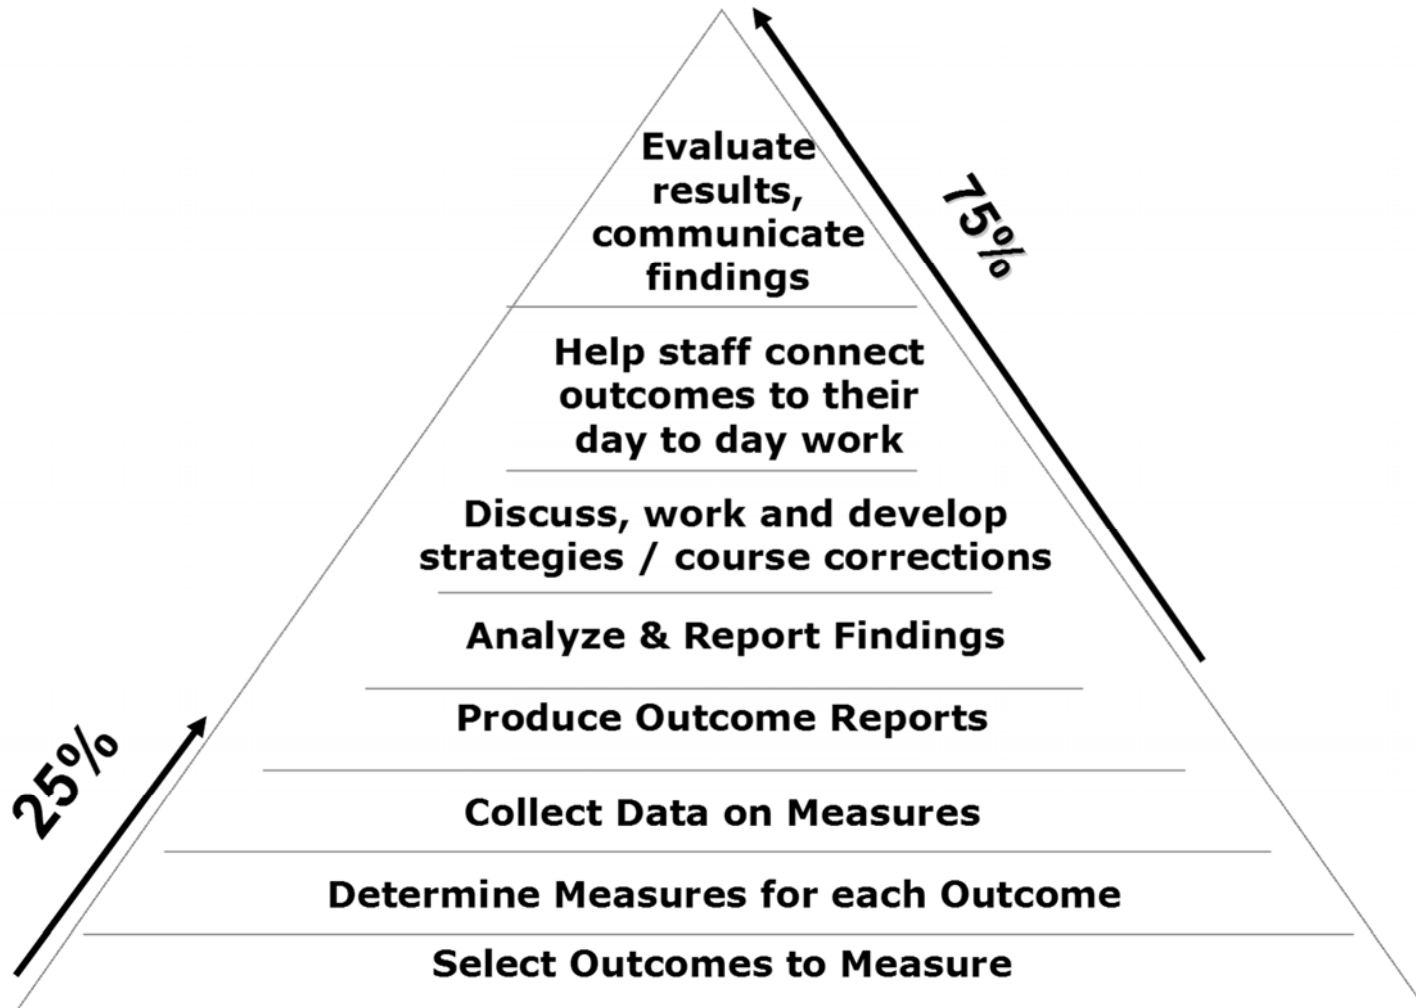 Evaluate
results,
communicate
findings
75%
Help staff connect
outcomes to their
day to day work
Discuss, work and develop
strategies / course corrections
Analyze & Report Findings
Produce Outcome Reports
25%
Collect Data on Measures
Determine Measures for each Outcome
Select Outcomes to Measure